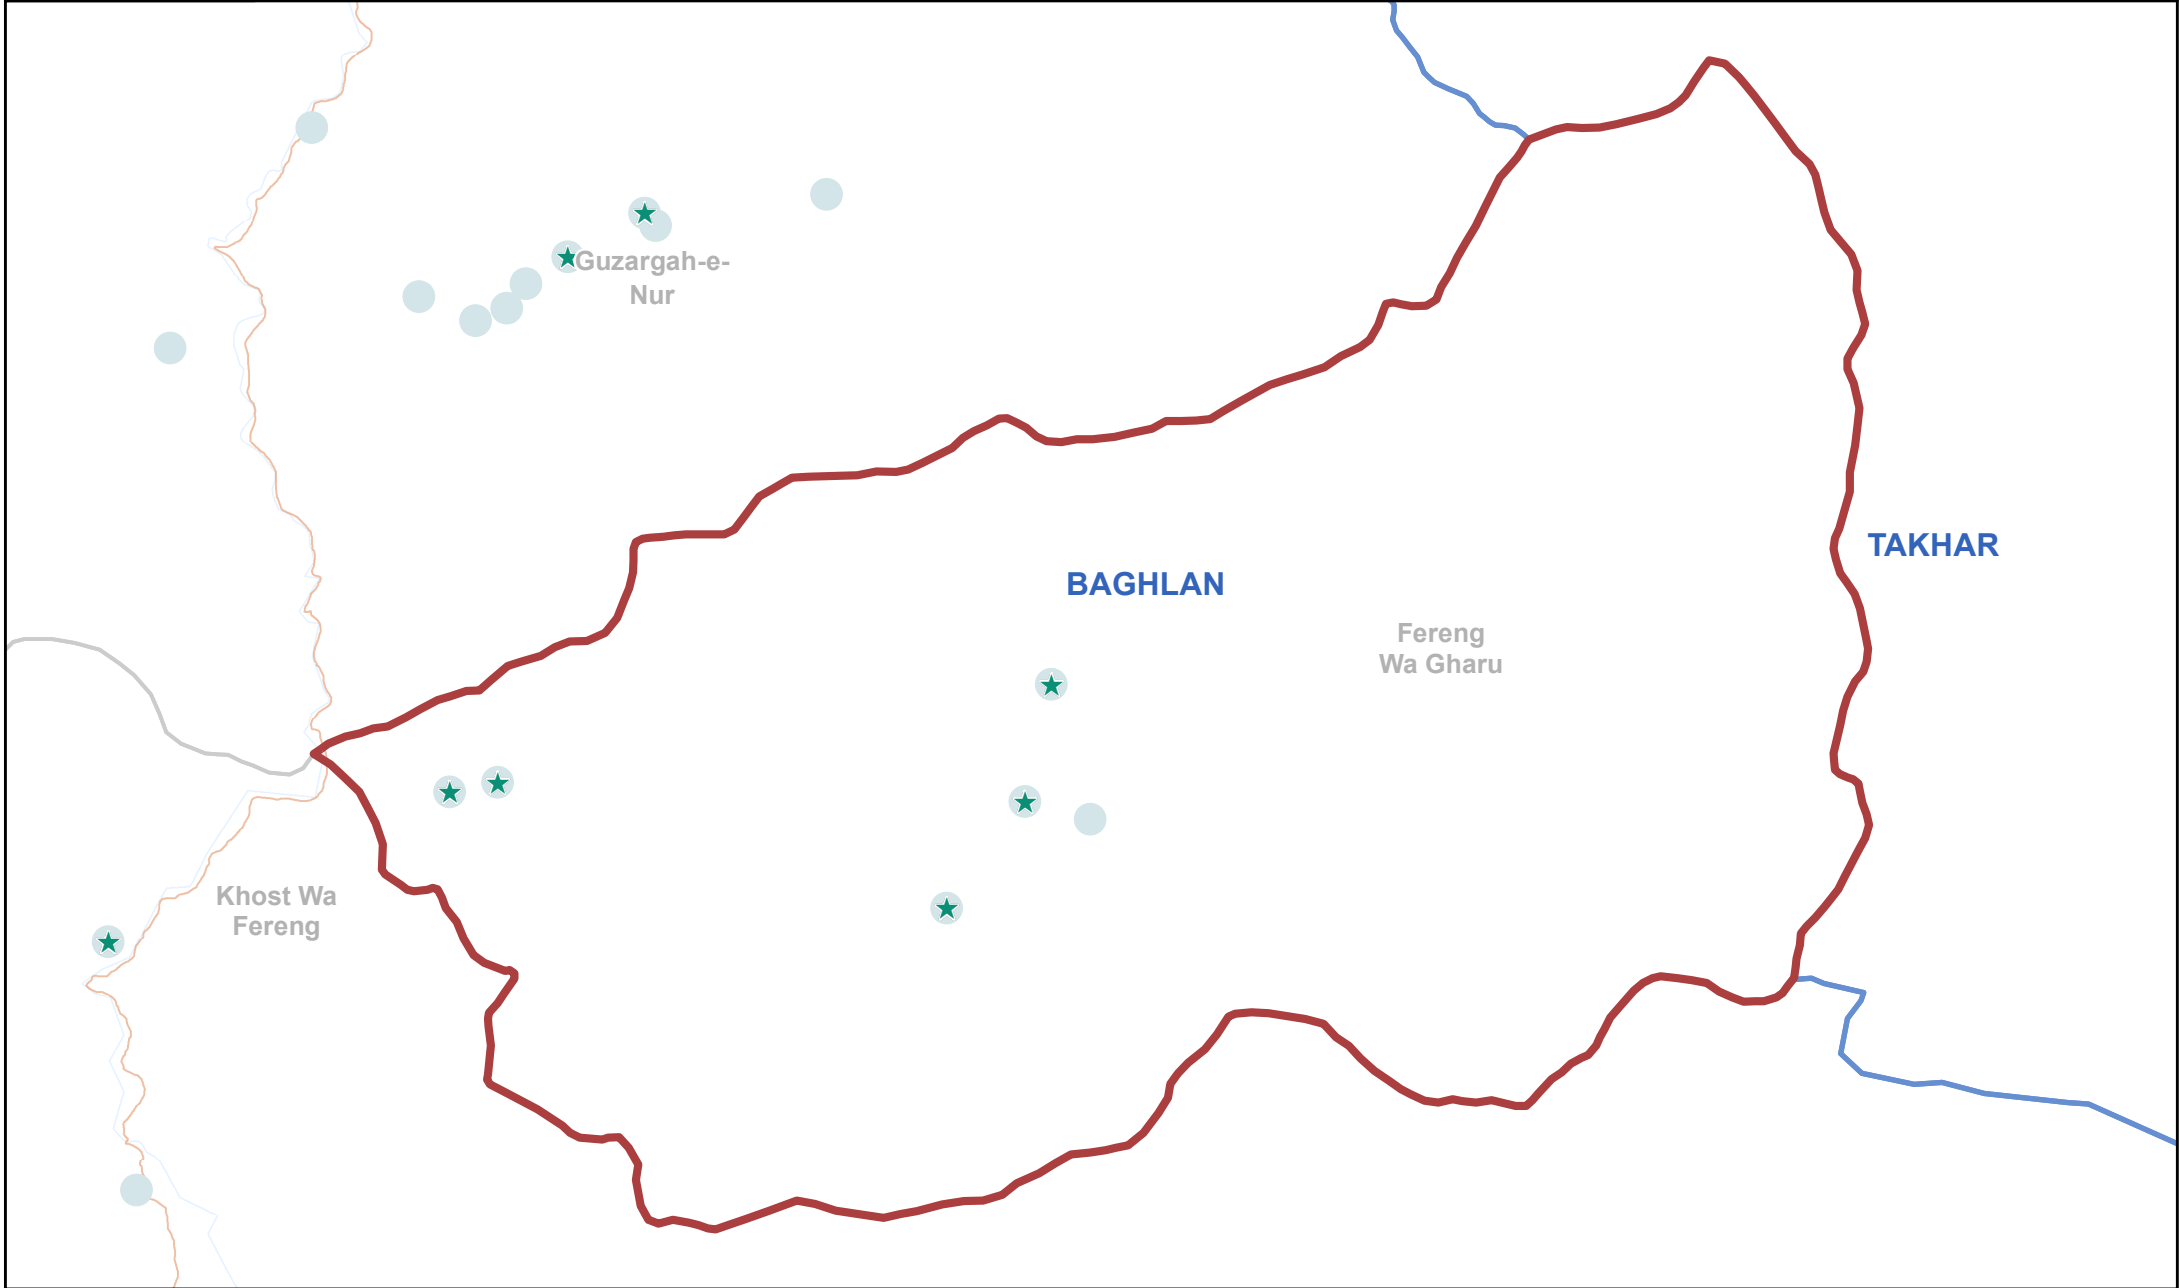 Guzargah-e-
Nur
TAKHAR
BAGHLAN
Fereng
Wa Gharu
Khost Wa
Fereng